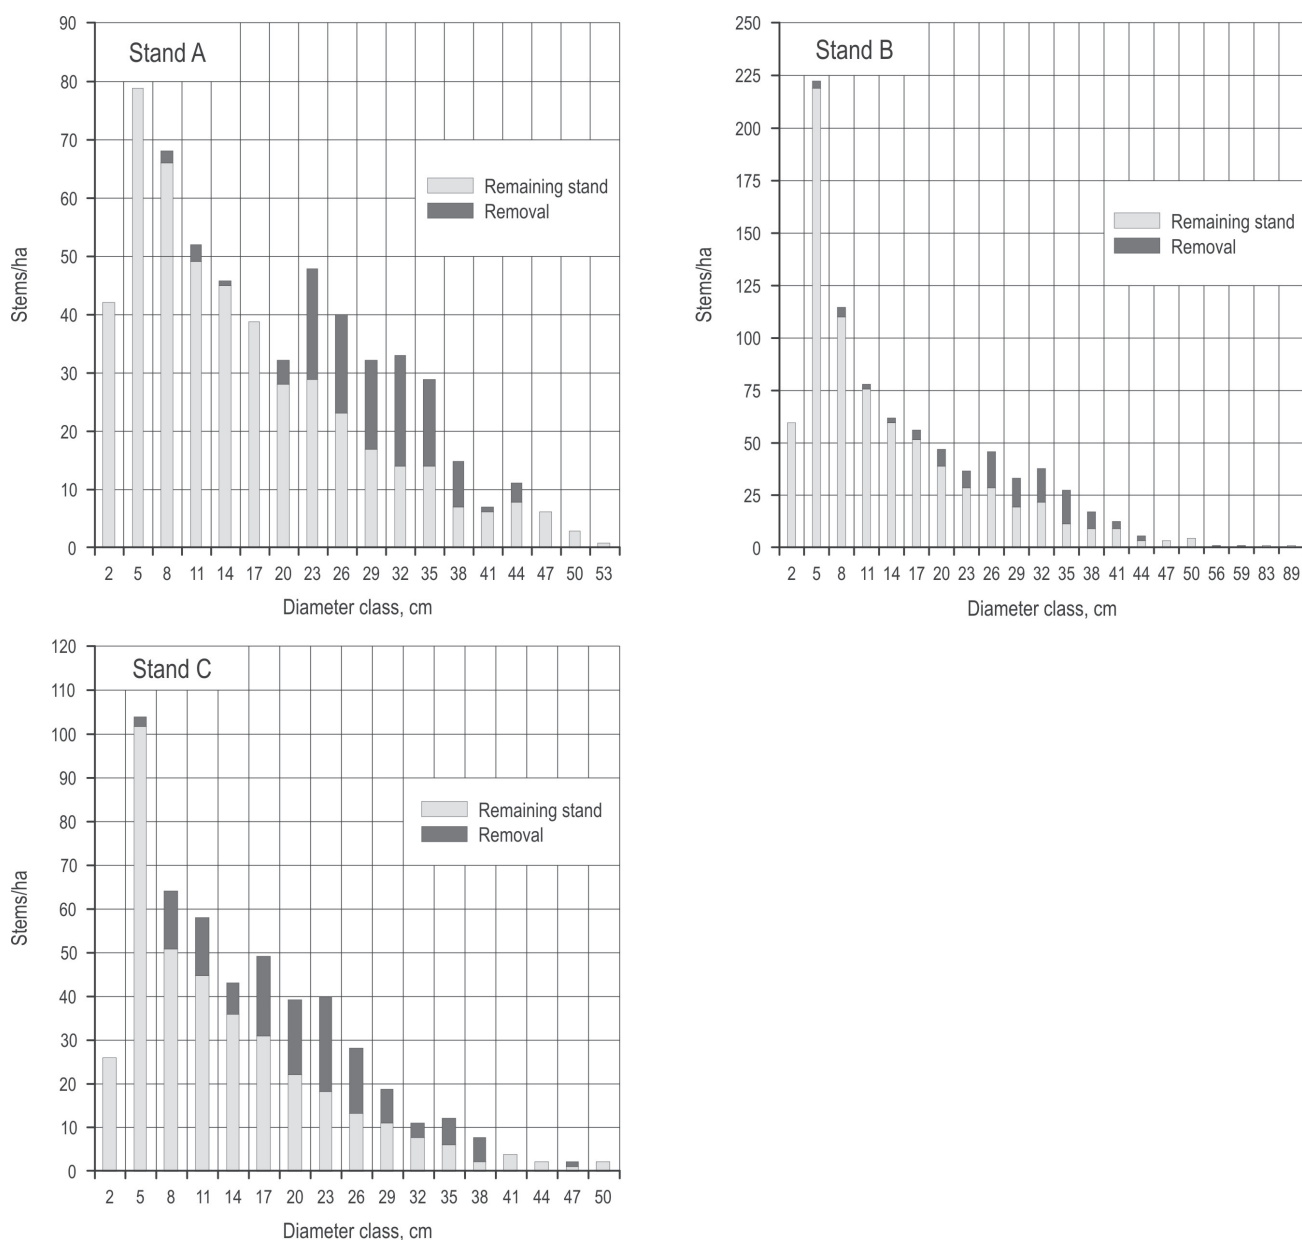 Stand A
90
80
70
60
50
40
30
20
10
0
Stems/ha
Remaining stand
Removal
2 5 8 11 14 17 20 23 26 29 32 35 38 41 44 47 50 53
Diameter class, cm
Stand B
250
225
200
175
150
125
100
75
50
25
0
Stems/ha
Remaining stand
Removal
2 5 8 11 14 17 20 23 26 29 32 35 38 41 44 47 50 56 59 83 89
Diameter class, cm
Stand C
120
110
100
90
80
70
60
50
40
30
20
10
0
Stems/ha
Remaining stand
Removal
2 5 8 11 14 17 20 23 26 29 32 35 38 41 44 47 50
Diameter class, cm